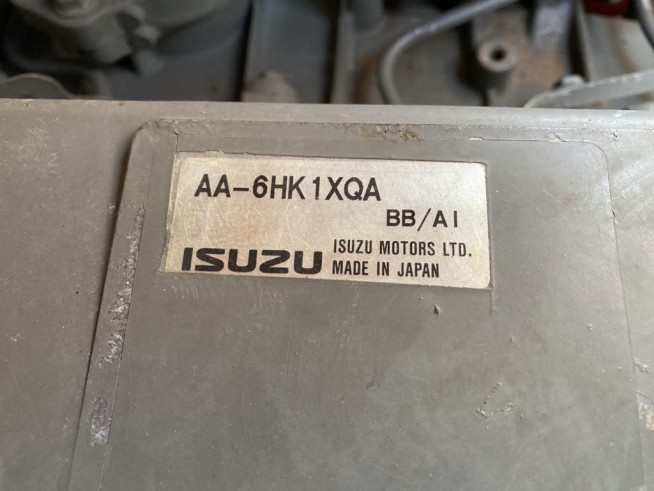 AA-6HK1XQA
BB/AI
ISUZU
ISUZU MOTORS LTD.
MADE IN JAPAN